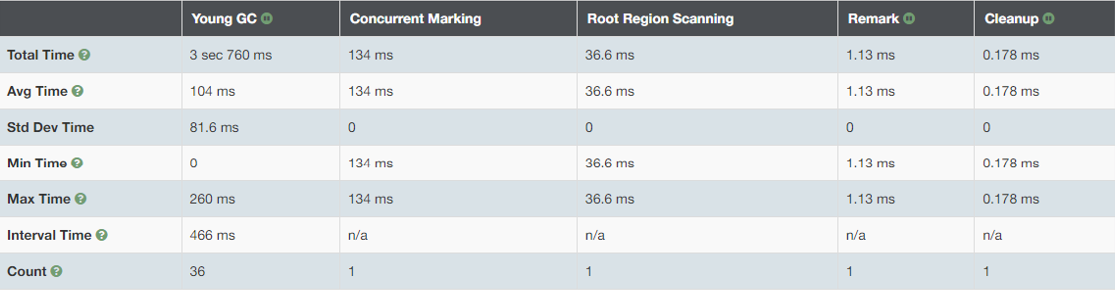 Young GC Concurrent Marking Root Region Scanning Remark Cleanup
Total Time 3 sec 760 ms 134 ms 36.6 ms 1.13 ms 0.178 ms
Avg Time 104 ms 134 ms 36.6 ms 1.13 ms 0.178 ms
Std Dev Time 81.6 ms 0 0 0 0
Min Time 0 134 ms 36.6 ms 1.13 ms 0.178 ms
Max Time 260 ms 134 ms 36.6 ms 1.13 ms 0.178 ms
Interval Time 466 ms n/a n/a n/a n/a
Count 36 1 1 1 1